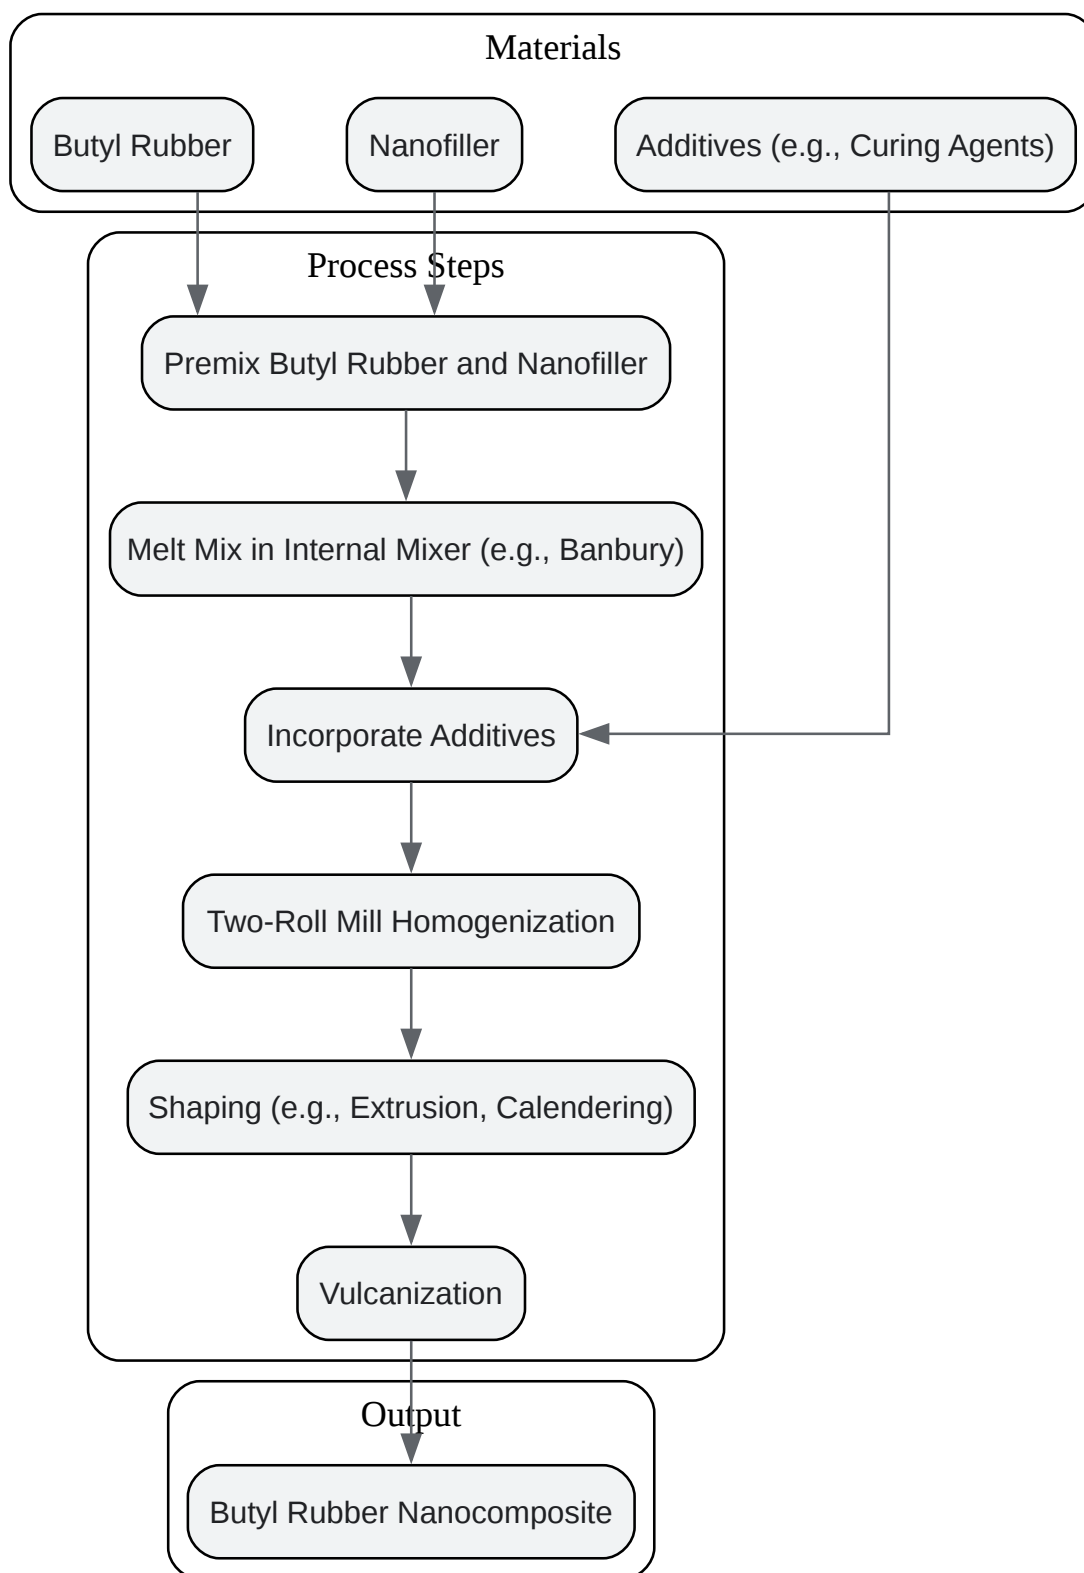 Materials
Butyl Rubber
Nanofiller
Additives (e.g., Curing Agents)
Process Steps
Premix Butyl Rubber and Nanofiller
Melt Mix in Internal Mixer (e.g., Banbury)
Incorporate Additives
Two-Roll Mill Homogenization
Shaping (e.g., Extrusion, Calendering)
Vulcanization
Output
Butyl Rubber Nanocomposite